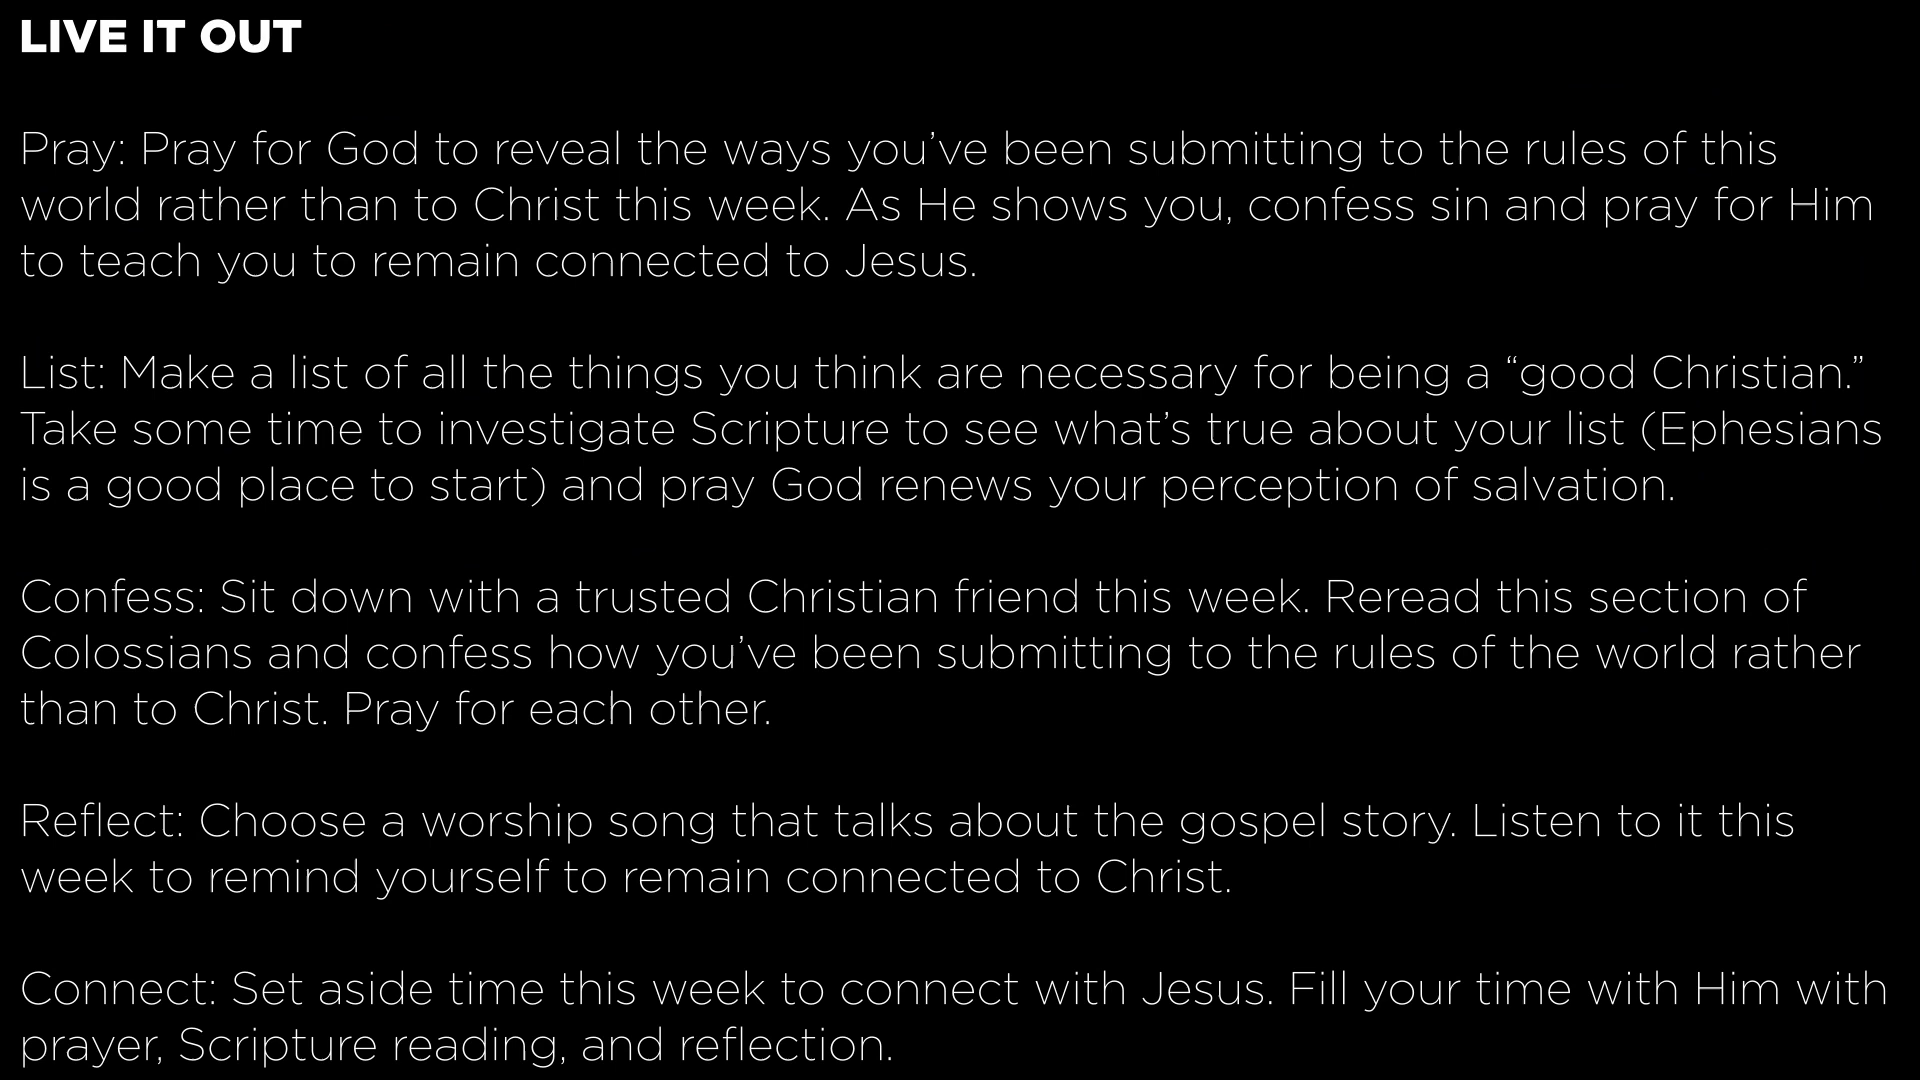 LIVE IT OUT
Pray: Pray for God to reveal the ways you’ve been submitting to the rules of this
world rather than to Christ this week. As He shows you, confess sin and pray for Him
to teach you to remain connected to Jesus.
List: Make a list of all the things you think are necessary for being a “good Christian.”
Take some time to investigate Scripture to see what’s true about your list (Ephesians
is a good place to start) and pray God renews your perception of salvation.
Confess: Sit down with a trusted Christian friend this week. Reread this section of
Colossians and confess how you’ve been submitting to the rules of the world rather
than to Christ. Pray for each other.
Reflect: Choose a worship song that talks about the gospel story. Listen to it this
week to remind yourself to remain connected to Christ.
Connect: Set aside time this week to connect with Jesus. Fill your time with Him with
prayer, Scripture reading, and reflection.